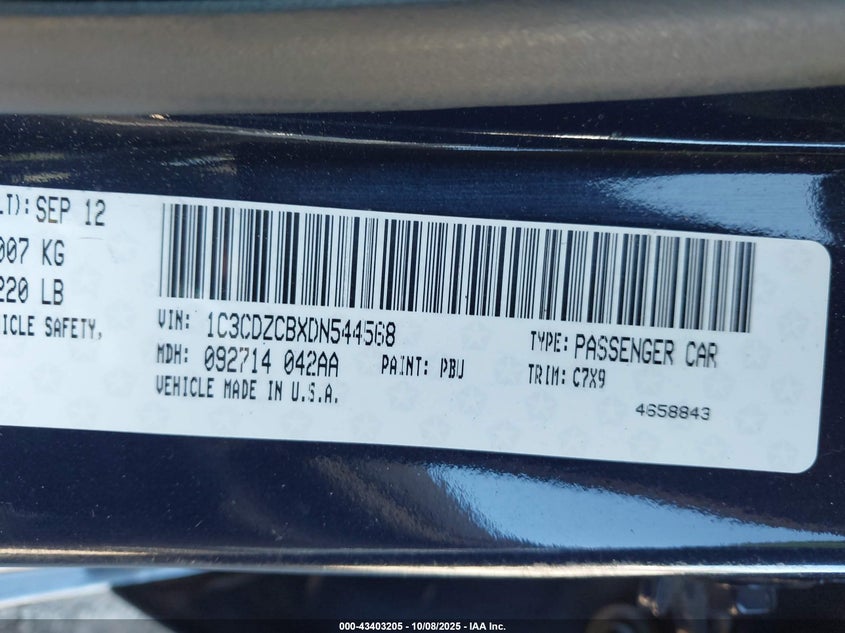 LT): SEP 12
007 KG
220 LB
ICLE SAFETY,
VIN: 1C3CDZCBXDN544568
MDH: 092714 042AA PAINT: PBU
VEHICLE MADE IN U.S.A.
TYPE: PASSENGER CAR
TRIM: C7X9
4658843
000-43403205 - 10/08/2025 - IAA Inc.